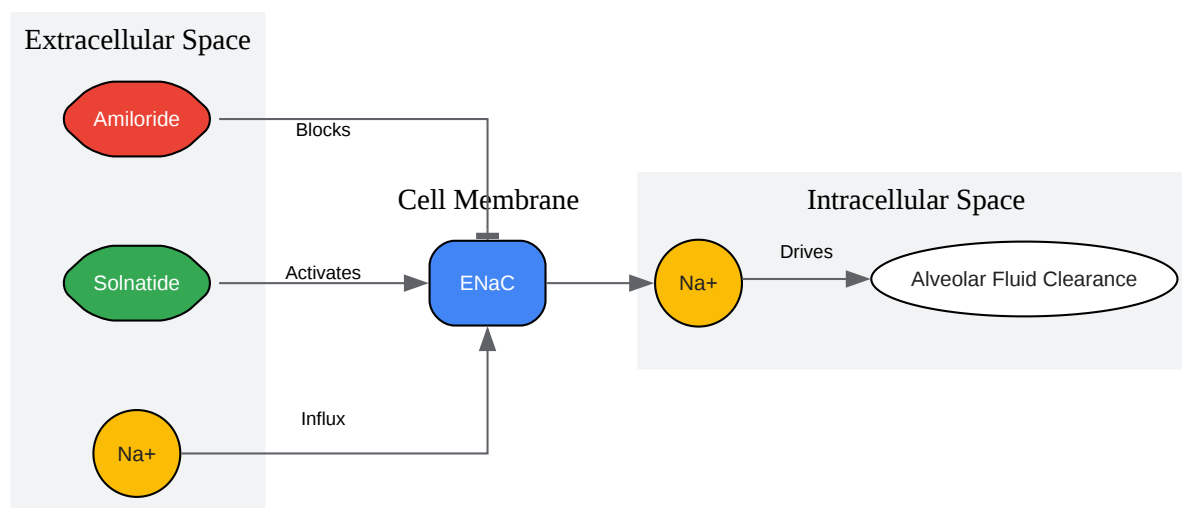 Extracellular Space
Amiloride
Blocks
Cell Membrane
Intracellular Space
Solnatide
Activates
ENaC
Na+
Drives
Alveolar Fluid Clearance
Influx
Na+